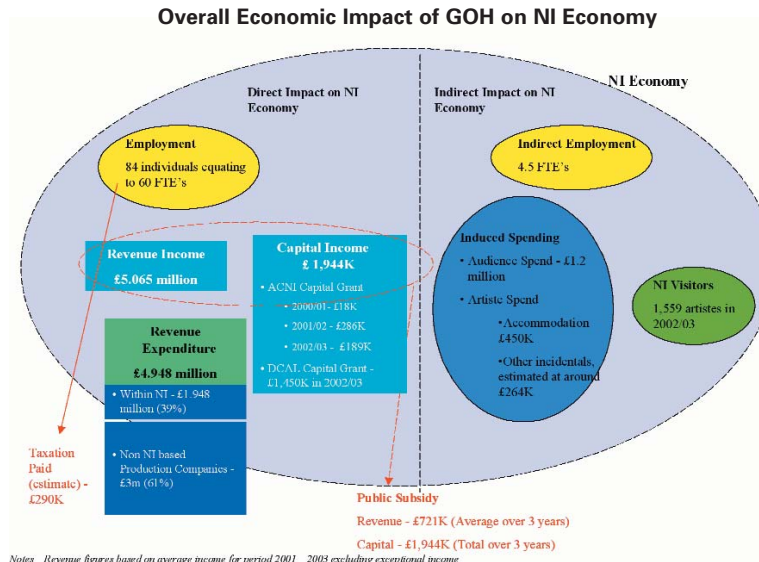 Overall Economic Impact of GOH on NI Economy
NI Economy
Direct Impact on NI
Economy
Indirect Impact on NI
Economy
Employment
84 individuals equating
to 60 FTE's
Indirect Employment
4.5 FTE's
Revenue Income
£5.065 million
Capital Income
£ 1,944K
• ACNI Capital Grant
• 2000/01- £18K
• 2001/02 - £286K
• 2002/03 - £189K
• DCAL Capital Grant -
£1,450K in 2002/03
Induced Spending
• Audience Spend - £1.2
million
• Artiste Spend
• Accommodation
£450K
• Other incidentals,
estimated at around
£264K
NI Visitors
1,559 artistes in
2002/03
Revenue
Expenditure
£4.948 million
• Within NI - £1.948
million (39%)
• Non NI based
Production Companies -
£3m (61%)
Taxation
Paid
(estimate) -
£290K
Public Subsidy
Revenue - £721K (Average over 3 years)
Capital - £1,944K (Total over 3 years)
Notes Revenue figures based on average income for period 2001 2003 excluding exceptional income